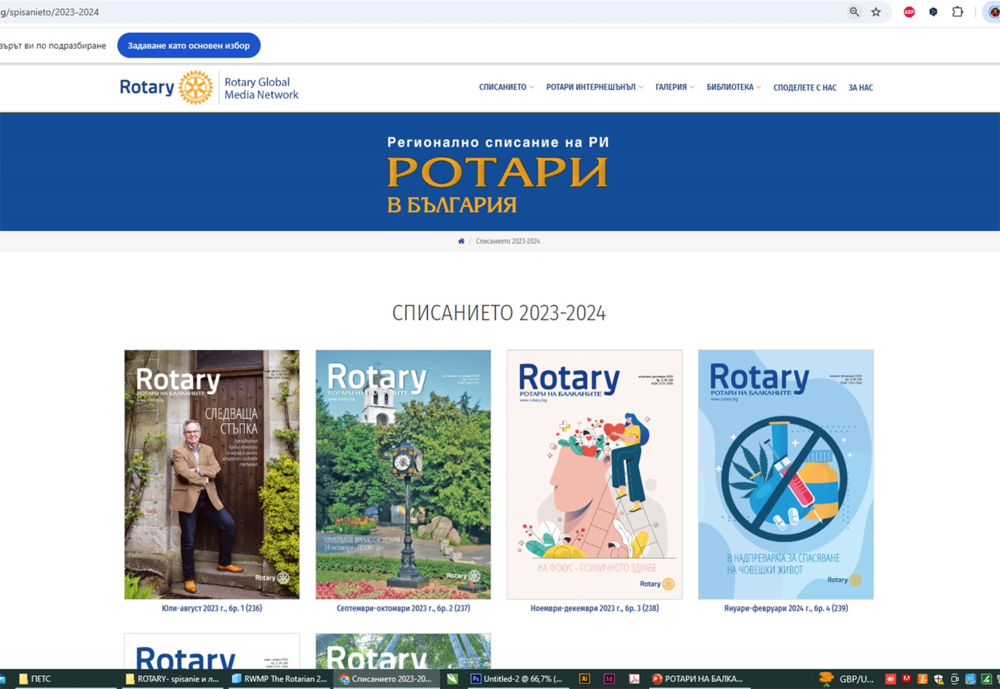 g/spisanieto/2023-2024
ABP
зърът ви по подразбиране
Задаване като основен избор
Rotary
Rotary Global
Media Network
СПИСАНИЕТО
РОТАРИ ИНТЕРНЕШЪНЪЛ
ГАЛЕРИЯ
БИБЛИОТЕКА
СПОДЕЛЕТЕ С НАС
ЗА НАС
Регионално списание на РИ
РОТАРИ
В БЪЛГАРИЯ
/ Списанието 2023-2024
СПИСАНИЕТО 2023-2024
Rotary
РОТАРИ НА БАЛКАНИТЕ
СЛЕДВАЩА
СТЪПКА
Rotary
Юли-август 2023 г., бр. 1 (236)
Rotary
РОТАРИ НА БАЛКАНИТЕ
www.rotary.bg
ОТМЕРВАМЕ ВРЕМЕТО С РОТАРИ
24 октомври - ПОЛИО ден
Rotary
Септември-октомври 2023 г., бр. 2 (237)
Rotary
РОТАРИ НА БАЛКАНИТЕ
www.rotary.bg
НА ФОКУС - ПСИХИЧНОТО ЗДРАВЕ
Rotary
Ноември-декември 2023 г., бр. 3 (238)
Rotary
РОТАРИ НА БАЛКАНИТЕ
www.rotary.bg
В НАДПРЕВАРАТА ЗА СПАСЯВАНЕ
НА ЧОВЕШКИ ЖИВОТ
Rotary
Януари-февруари 2024 г., бр. 4 (239)
Rotary
Rotary
ПЕТС
ROTARY- spisanie и л...
RWMP The Rotarian 2...
Списанието 2023-20...
Ps
Untitled-2 @ 66,7% (...
Ai
Id
РОТАРИ НА БАЛКА...
GBP/U...